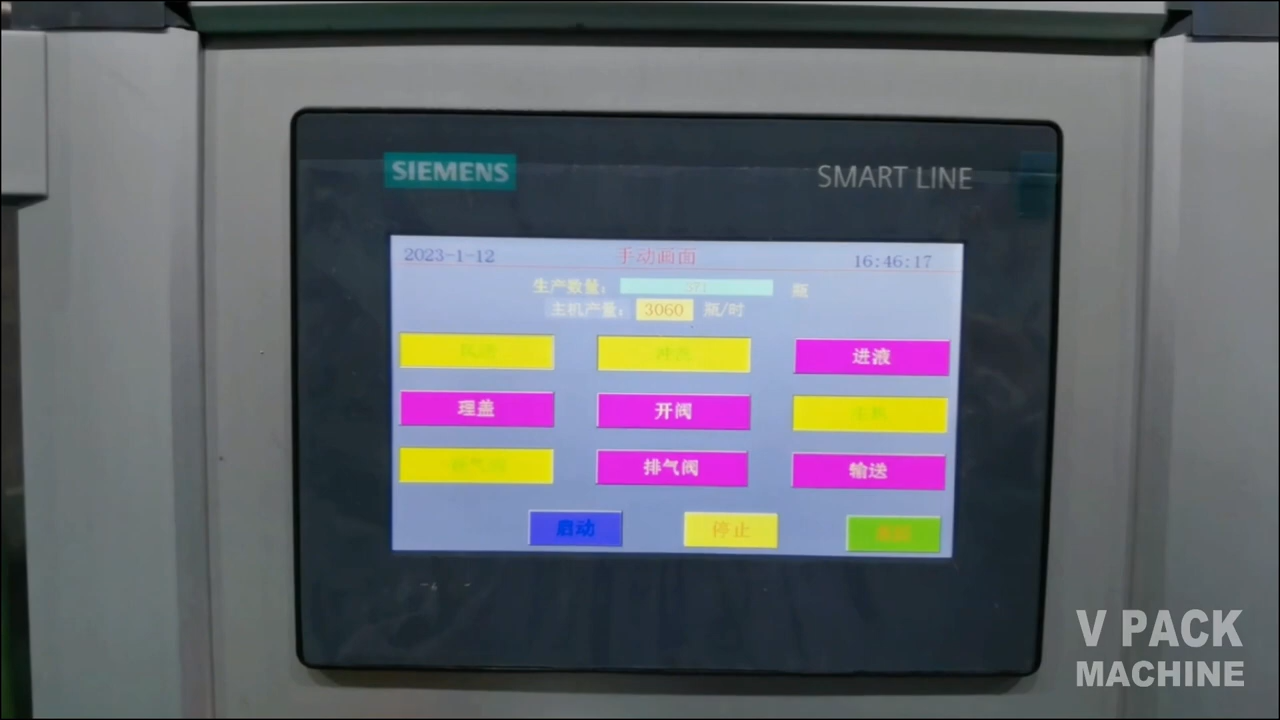 SIEMENS
SMART LINE
2023-1-12 手动画面 16:46:17
生产数量: 571 瓶
主机产量: 3060 瓶/时
进液
理盖 开阀
排气阀 输送
启动 停止
V PACK
MACHINE